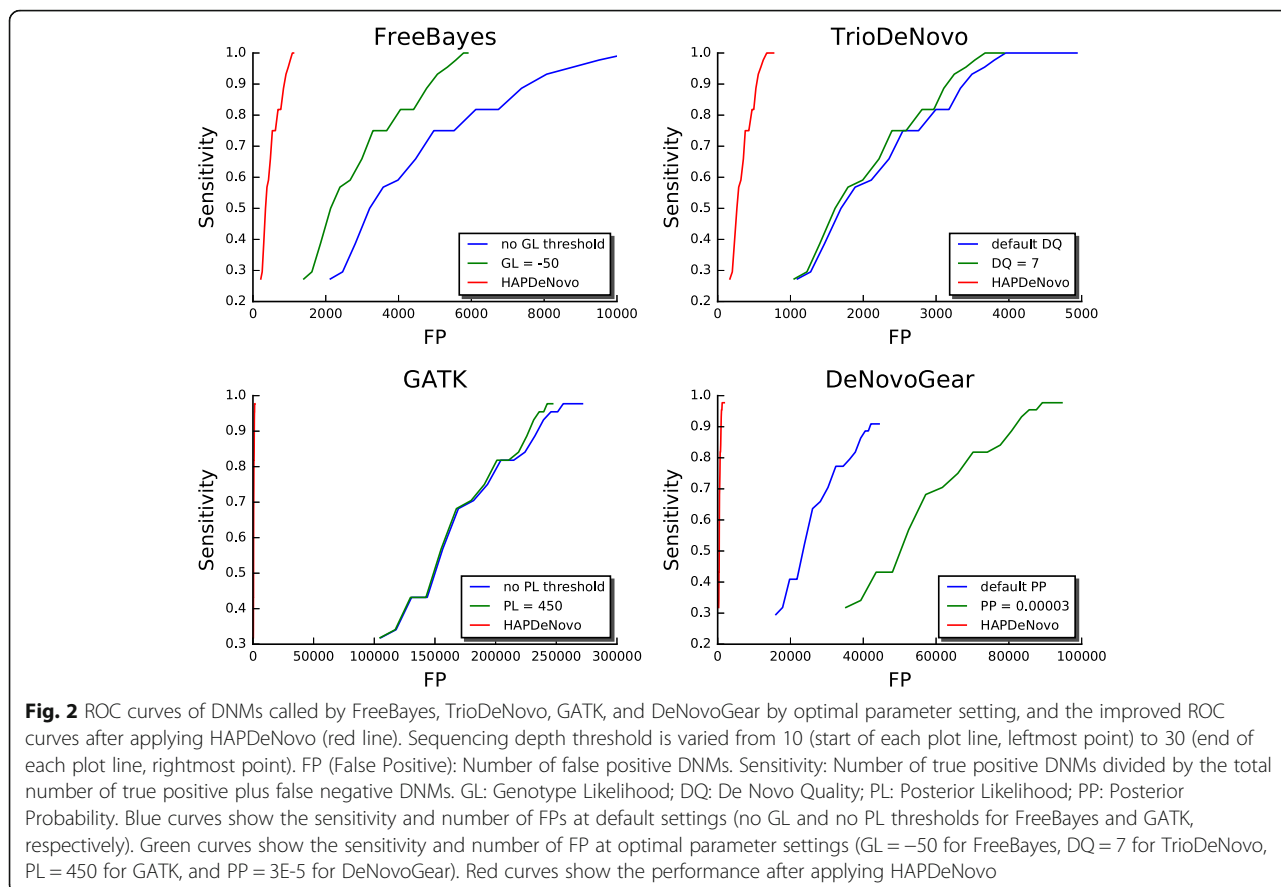 FreeBayes
1.0
0.9
0.8
0.7
0.6
0.5
0.4
0.3
0.2
Sensitivity
0 2000 4000 6000 8000 10000
FP
no GL threshold
GL = -50
HAPDeNovo
TrioDeNovo
1.0
0.9
0.8
0.7
0.6
0.5
0.4
0.3
0.2
Sensitivity
0 1000 2000 3000 4000 5000
FP
default DQ
DQ = 7
HAPDeNovo
GATK
1.0
0.9
0.8
0.7
0.6
0.5
0.4
0.3
Sensitivity
0 50000 100000 150000 200000 250000 300000
FP
no PL threshold
PL = 450
HAPDeNovo
DeNovoGear
1.0
0.9
0.8
0.7
0.6
0.5
0.4
0.3
0.2
Sensitivity
0 20000 40000 60000 80000 100000
FP
default PP
PP = 0.00003
HAPDeNovo
Fig. 2 ROC curves of DNMs called by FreeBayes, TrioDeNovo, GATK, and DeNovoGear by optimal parameter setting, and the improved ROC
curves after applying HAPDeNovo (red line). Sequencing depth threshold is varied from 10 (start of each plot line, leftmost point) to 30 (end of
each plot line, rightmost point). FP (False Positive): Number of false positive DNMs. Sensitivity: Number of true positive DNMs divided by the total
number of true positive plus false negative DNMs. GL: Genotype Likelihood; DQ: De Novo Quality; PL: Posterior Likelihood; PP: Posterior
Probability. Blue curves show the sensitivity and number of FPs at default settings (no GL and no PL thresholds for FreeBayes and GATK,
respectively). Green curves show the sensitivity and number of FP at optimal parameter settings (GL = −50 for FreeBayes, DQ = 7 for TrioDeNovo,
PL = 450 for GATK, and PP = 3E-5 for DeNovoGear). Red curves show the performance after applying HAPDeNovo